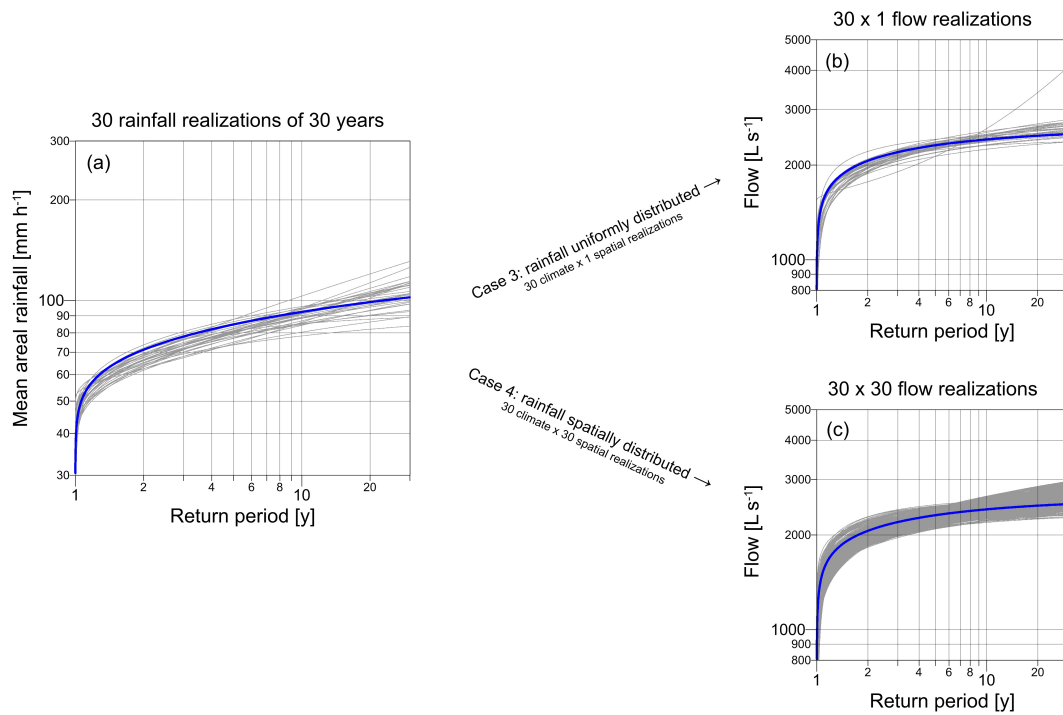 30 rainfall realizations of 30 years
(a)
Mean areal rainfall [mm h⁻¹]
300
200
100
90
80
70
60
50
40
30
1
2
4
6
8
10
20
Return period [y]
Case 3: rainfall uniformly distributed →
30 climate x 1 spatial realizations
Case 4: rainfall spatially distributed →
30 climate x 30 spatial realizations
30 x 1 flow realizations
(b)
Flow [L s⁻¹]
5000
4000
3000
2000
1000
900
800
1
2
4
6
8
10
20
Return period [y]
30 x 30 flow realizations
(c)
Flow [L s⁻¹]
5000
4000
3000
2000
1000
900
800
1
2
4
6
8
10
20
Return period [y]